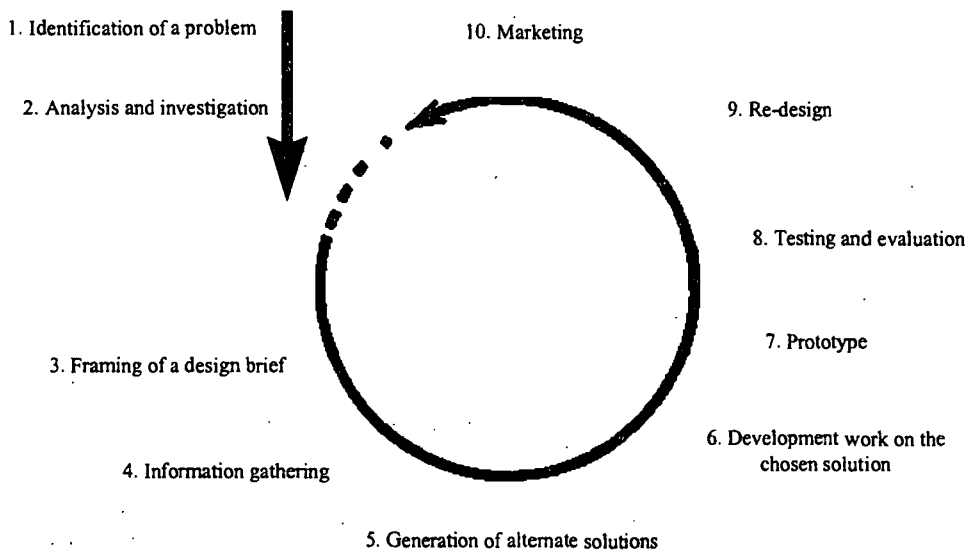 1. Identification of a problem
2. Analysis and investigation
3. Framing of a design brief
4. Information gathering
5. Generation of alternate solutions
6. Development work on the
chosen solution
7. Prototype
8. Testing and evaluation
9. Re-design
10. Marketing